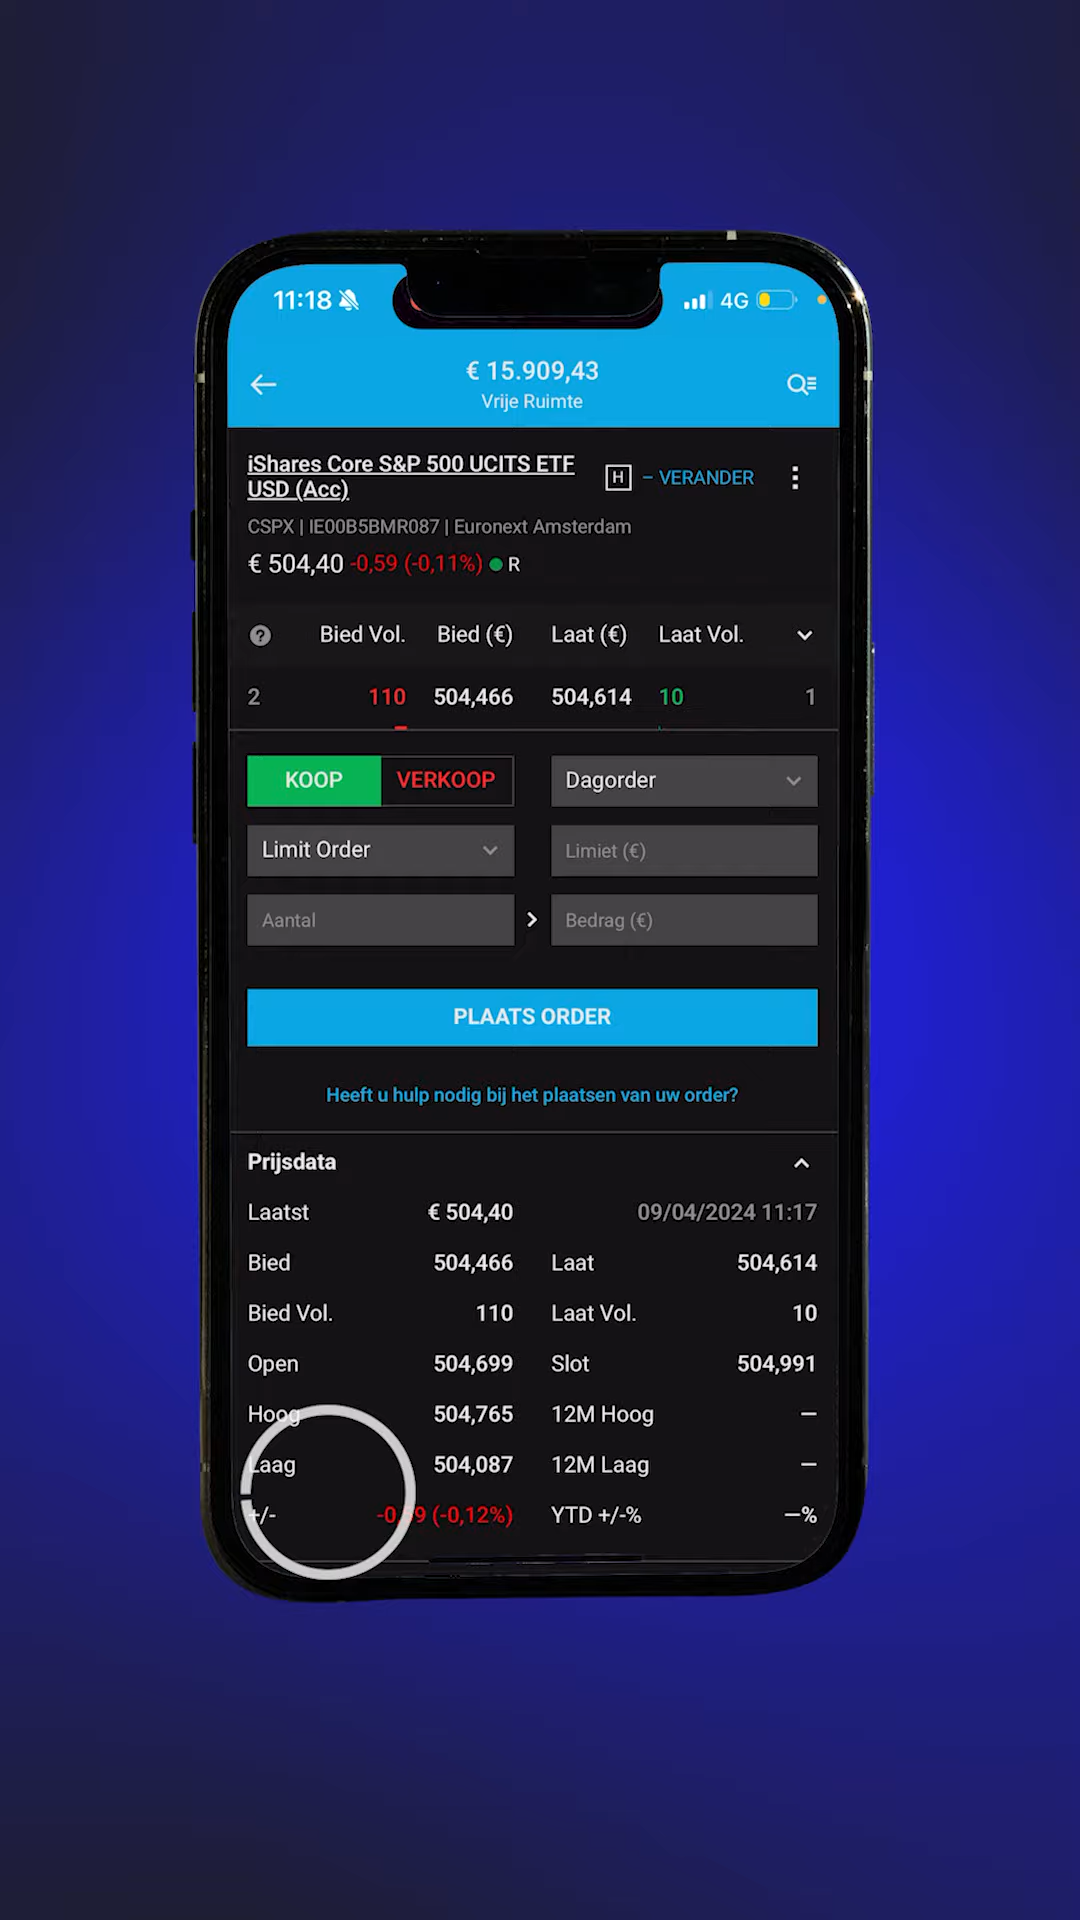 11:18 4G
€ 15.909,43
Vrije Ruimte
iShares Core S&P 500 UCITS ETF
USD (Acc)
H – VERANDER
CSPX | IE00B5BMR087 | Euronext Amsterdam
€ 504,40 -0,59 (-0,11%) R
? Bied Vol. Bied (€) Laat (€) Laat Vol.
2 110 504,466 504,614 10 1
KOOP VERKOOP Dagorder
Limit Order Limiet (€)
Aantal Bedrag (€)
PLAATS ORDER
Heeft u hulp nodig bij het plaatsen van uw order?
Prijsdata
Laatst € 504,40 09/04/2024 11:17
Bied 504,466 Laat 504,614
Bied Vol. 110 Laat Vol. 10
Open 504,699 Slot 504,991
Hoog 504,765 12M Hoog –
Laag 504,087 12M Laag –
+/- -0,59 (-0,12%) YTD +/-% –%